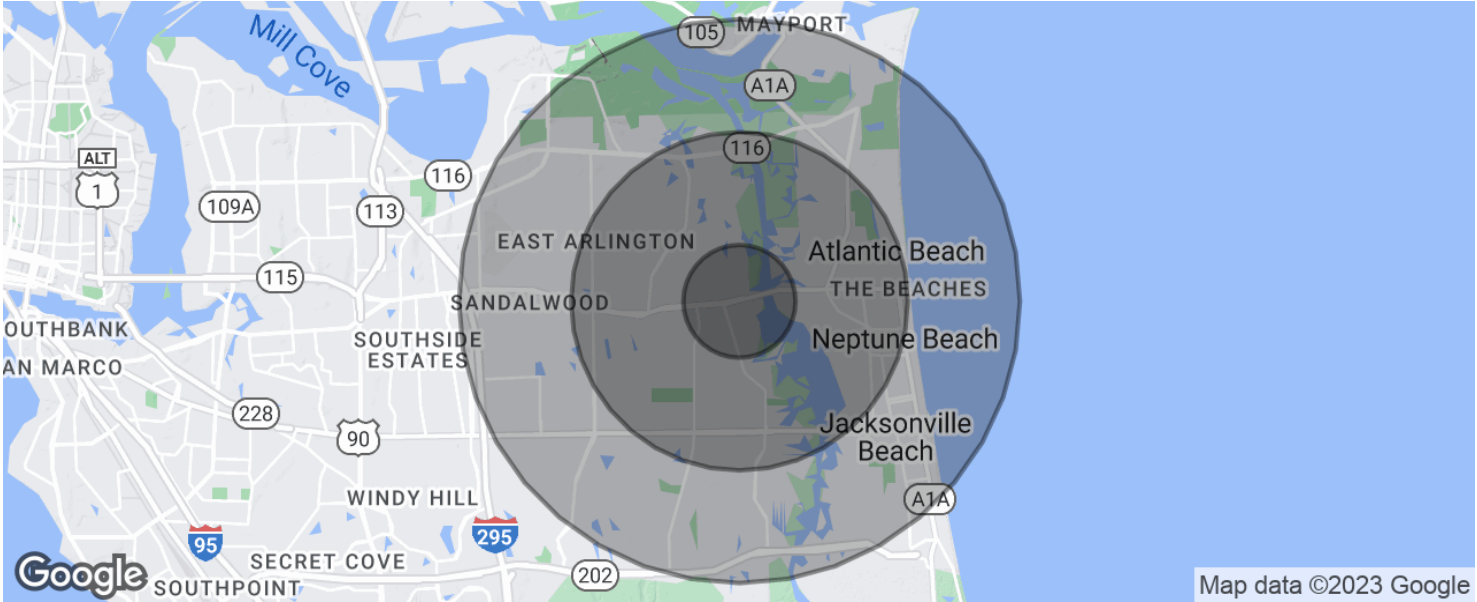 MAYPORT
105
Mill Cove
A1A
116
ALT
1
116
109A
113
EAST ARLINGTON
Atlantic Beach
115
THE BEACHES
SANDALWOOD
OUTHBANK
SOUTHSIDE
ESTATES
Neptune Beach
AN MARCO
228
90
Jacksonville
Beach
WINDY HILL
A1A
95
295
SECRET COVE
202
Google
SOUTHPOINT
Map data ©2023 Google